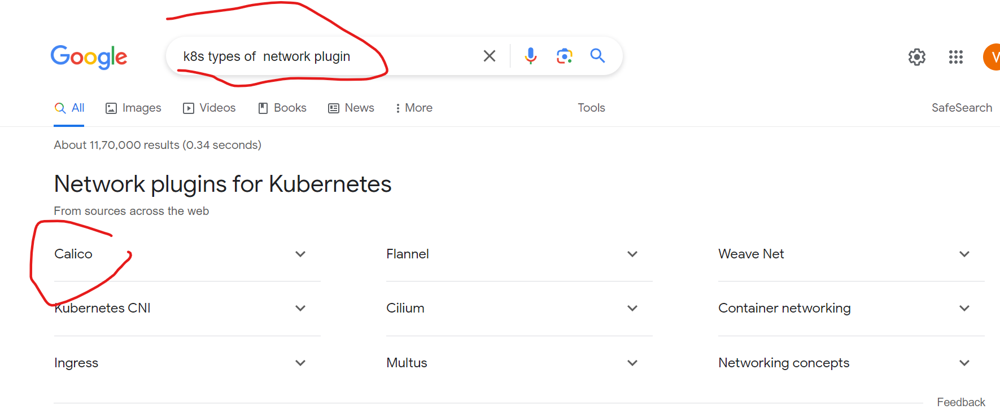 Google
k8s types of  network plugin
All Images Videos Books News More Tools SafeSearch
About 11,70,000 results (0.34 seconds)
Network plugins for Kubernetes
From sources across the web
Calico Flannel Weave Net
Kubernetes CNI Cilium Container networking
Ingress Multus Networking concepts
Feedback